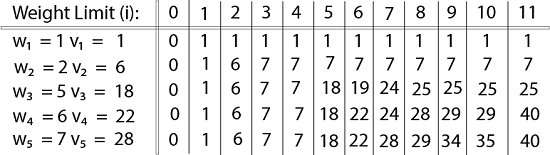 Weight Limit (i): 0 1 2 3 4 5 6 7 8 9 10 11
w₁ = 1 v₁ = 1 0 1 1 1 1 1 1 1 1 1 1 1
w₂ = 2 v₂ = 6 0 1 6 7 7 7 7 7 7 7 7 7
w₃ = 5 v₃ = 18 0 1 6 7 7 18 19 24 25 25 25 25
w₄ = 6 v₄ = 22 0 1 6 7 7 18 22 24 28 29 29 40
w₅ = 7 v₅ = 28 0 1 6 7 7 18 22 28 29 34 35 40